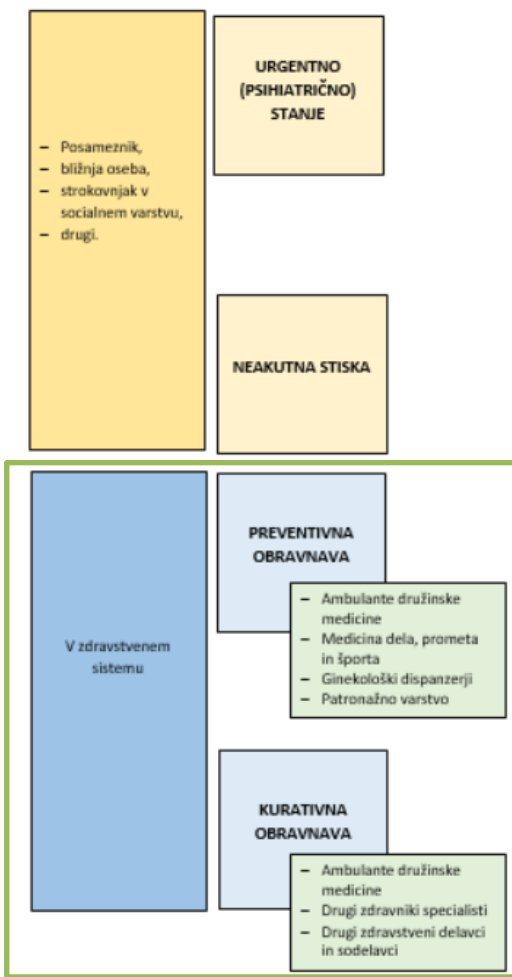 URGENTNO
(PSIHIATRIČNO)
STANJE
– Posameznik,
– bližnja oseba,
– strokovnjak v
socialnem varstvu,
– drugi.
NEAKUTNA STISKA
PREVENTIVNA
OBRAVNAVA
– Ambulante družinske
medicine
– Medicina dela, prometa
in športa
– Ginekološki dispanzerji
– Patronažno varstvo
V zdravstvenem
sistemu
KURATIVNA
OBRAVNAVA
– Ambulante družinske
medicine
– Drugi zdravniki specialisti
– Drugi zdravstveni delavci
in sodelavci